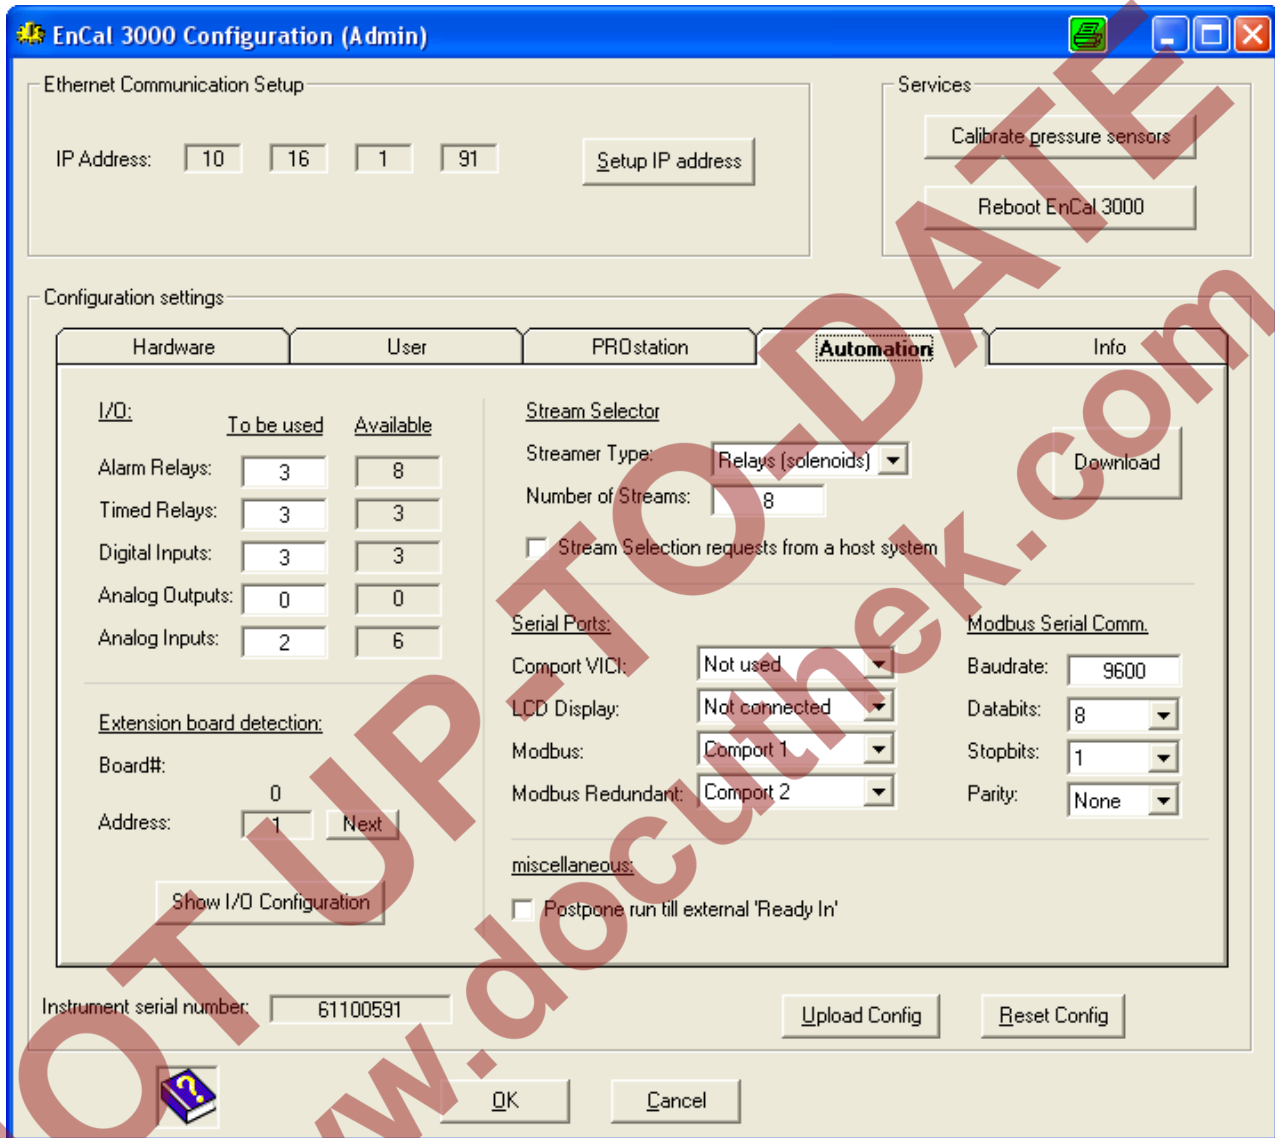 EnCal 3000 Configuration (Admin)
Ethernet Communication Setup
IP Address: 10 16 1 91
Setup IP address
Services
Calibrate pressure sensors
Reboot EnCal 3000
Configuration settings
Hardware User PROstation Automation Info
I/O:
To be used Available
Alarm Relays: 3 8
Timed Relays: 3 3
Digital Inputs: 3 3
Analog Outputs: 0 0
Analog Inputs: 2 6
Extension board detection:
Board#:
0
Address: 1 Next
Show I/O Configuration
Stream Selector
Streamer Type: Relays (solenoids)
Number of Streams: 8
Stream Selection requests from a host system
Download
Serial Ports:
Comport VICI: Not used
LCD Display: Not connected
Modbus: Comport 1
Modbus Redundant: Comport 2
Modbus Serial Comm.
Baudrate: 9600
Databits: 8
Stopbits: 1
Parity: None
miscellaneous:
Postpone run till external 'Ready In'
Instrument serial number: 61100591
Upload Config Reset Config
OK Cancel
OT UP-TO-DATE
w.docuthek.com